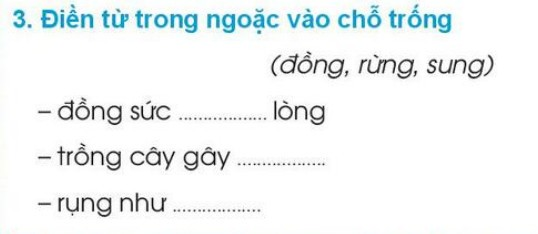 3. Điền từ trong ngoặc vào chỗ trống
(đồng, rừng, sung)
– đồng sức .................. lòng
– trồng cây gây ..................
– rụng như ..................